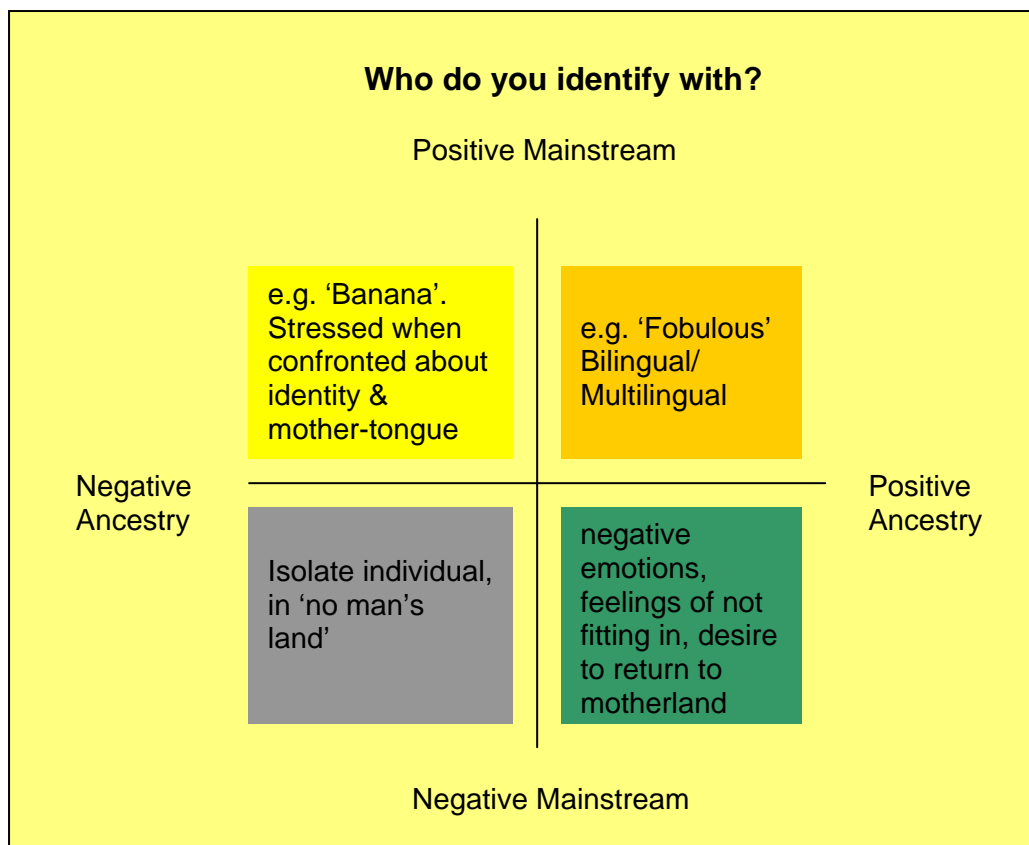 Who do you identify with?
Positive Mainstream
e.g. ‘Banana’.
Stressed when
confronted about
identity &
mother-tongue
e.g. ‘Fobulous’
Bilingual/
Multilingual
Negative
Ancestry
Positive
Ancestry
Isolate individual,
in ‘no man’s
land’
negative
emotions,
feelings of not
fitting in, desire
to return to
motherland
Negative Mainstream